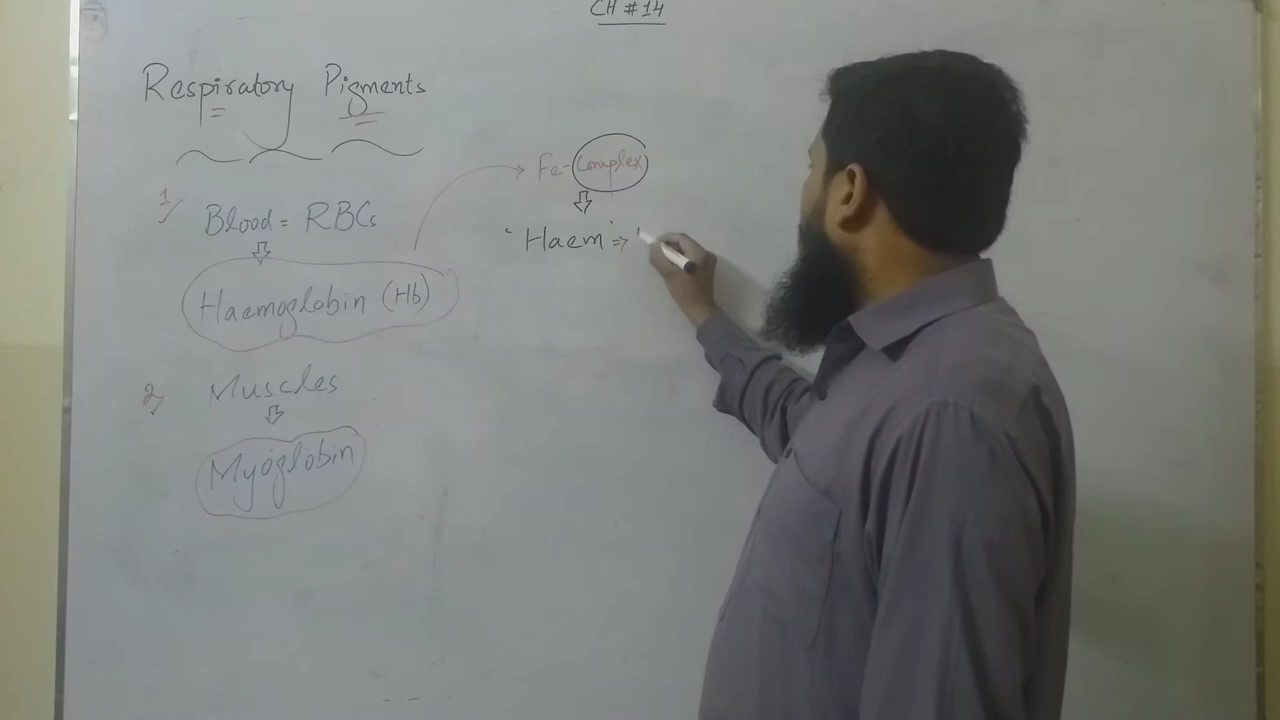 CH # 14
Respiratory Pigments
1/ Blood = RBCs
⇩
Haemoglobin (Hb)
2/ Muscles
⇩
Myoglobin
→ Fe-Complex
⇩
"Haem" ⇒ '